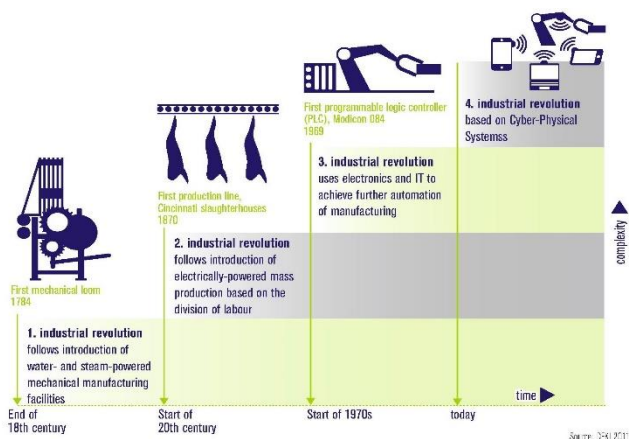 First programmable logic controller
(PLC), Modicon 084
1969
4. industrial revolution
based on Cyber-Physical
Systemss
3. industrial revolution
uses electronics and IT to
achieve further automation
of manufacturing
First production line,
Cincinnati slaughterhouses
1870
2. industrial revolution
follows introduction of
electrically-powered mass
production based on the
division of labour
First mechanical loom
1784
1. industrial revolution
follows introduction of
water- and steam-powered
mechanical manufacturing
facilities
complexity
time
End of
18th century
Start of
20th century
Start of 1970s
today
Source: DFKI 2011